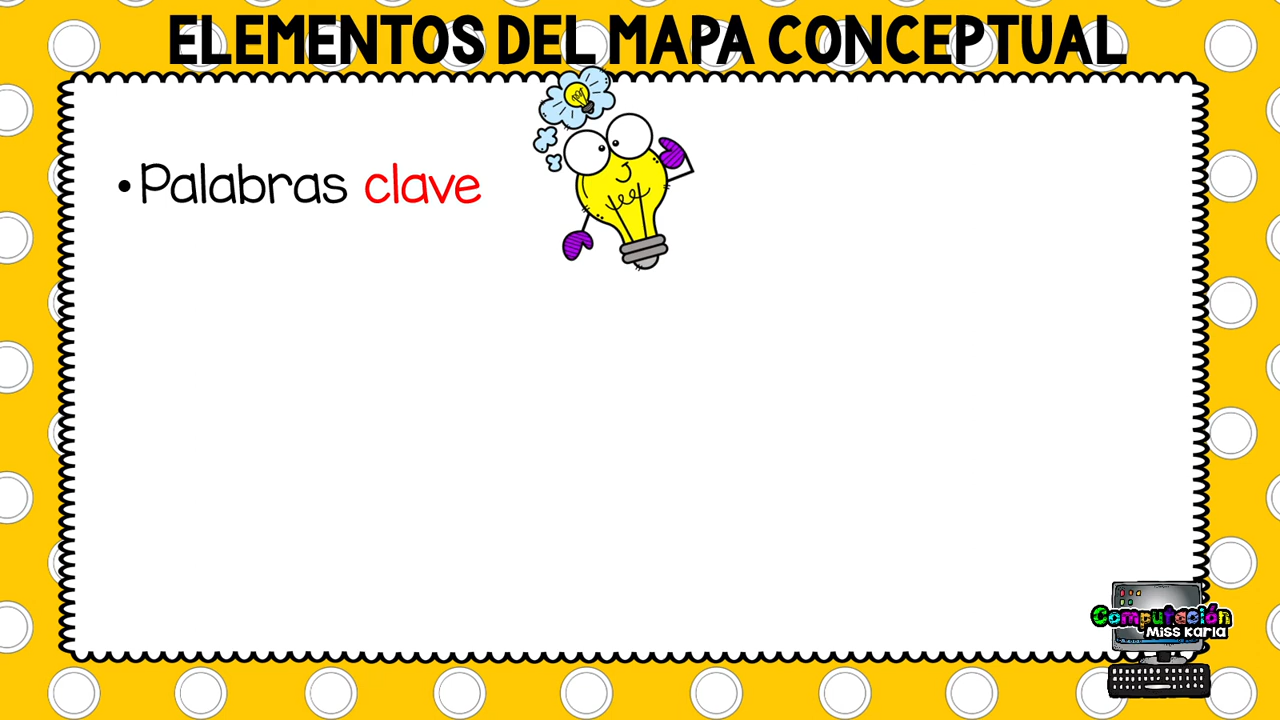 ELEMENTOS DEL MAPA CONCEPTUAL
•Palabras clave
Computación
Miss Karla